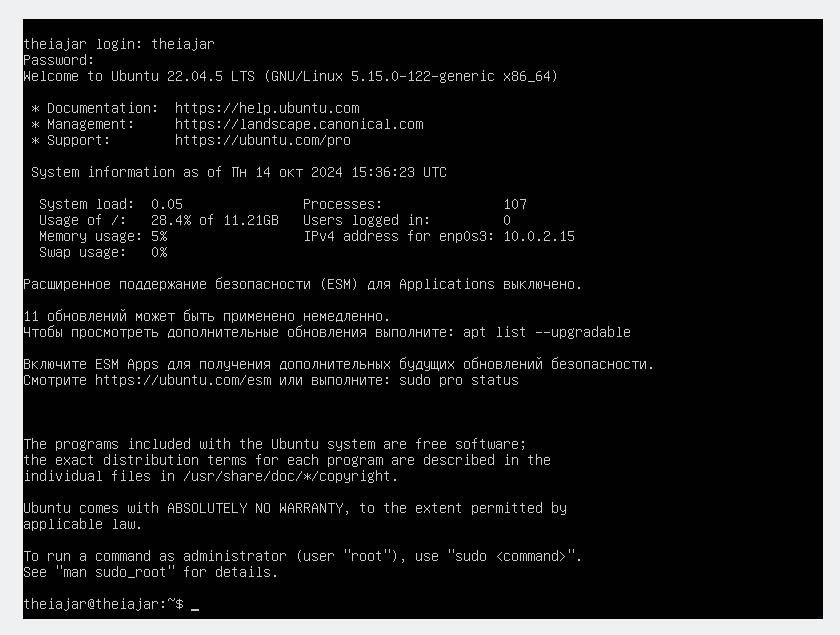 theiajar login: theiajar
Password:
Welcome to Ubuntu 22.04.5 LTS (GNU/Linux 5.15.0-122-generic x86_64)
* Documentation: https://help.ubuntu.com
* Management: https://landscape.canonical.com
* Support: https://ubuntu.com/pro
System information as of Пн 14 окт 2024 15:36:23 UTC
System load: 0.05 Processes: 107
Usage of /: 28.4% of 11.21GB Users logged in: 0
Memory usage: 5% IPv4 address for enp0s3: 10.0.2.15
Swap usage: 0%
Расширенное поддержание безопасности (ESM) для Applications выключено.
11 обновлений может быть применено немедленно.
Чтобы просмотреть дополнительные обновления выполните: apt list --upgradable
Включите ESM Apps для получения дополнительных будущих обновлений безопасности.
Смотрите https://ubuntu.com/esm или выполните: sudo pro status
The programs included with the Ubuntu system are free software;
the exact distribution terms for each program are described in the
individual files in /usr/share/doc/*/copyright.
Ubuntu comes with ABSOLUTELY NO WARRANTY, to the extent permitted by
applicable law.
To run a command as administrator (user "root"), use "sudo <command>".
See "man sudo_root" for details.
theiajar@theiajar:~$ _